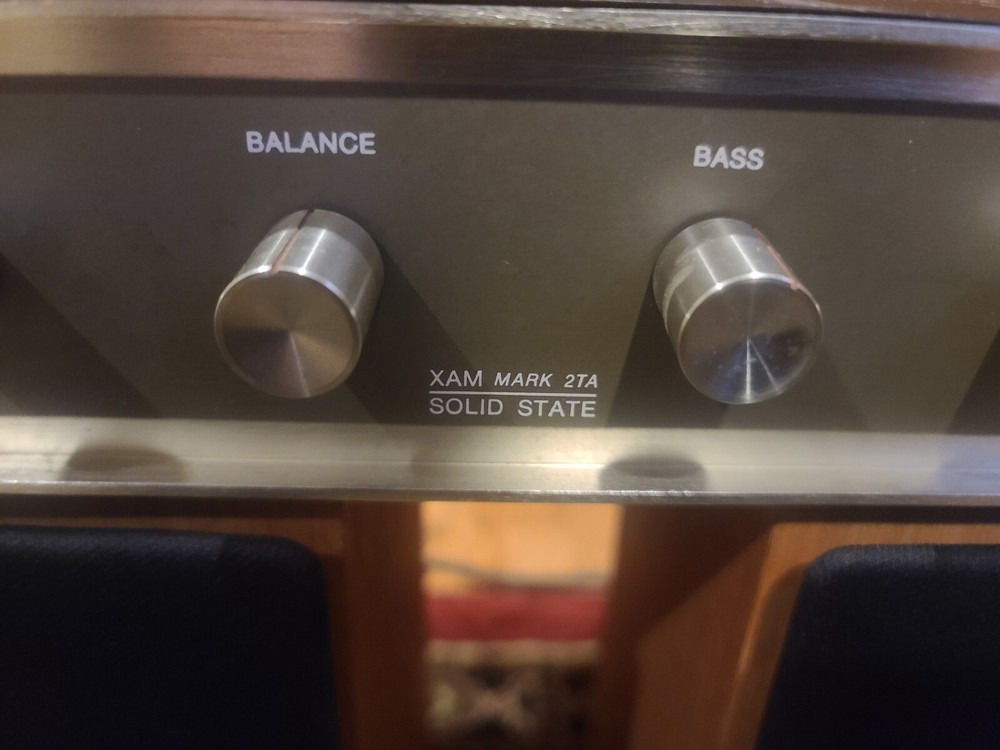 BALANCE
BASS
XAM MARK 2TA
SOLID STATE